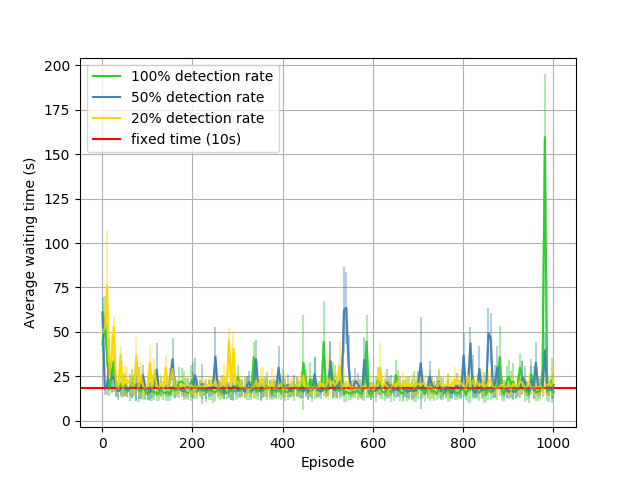 200
175
150
125
100
75
50
25
0
Average waiting time (s)
100% detection rate
50% detection rate
20% detection rate
fixed time (10s)
0 200 400 600 800 1000
Episode